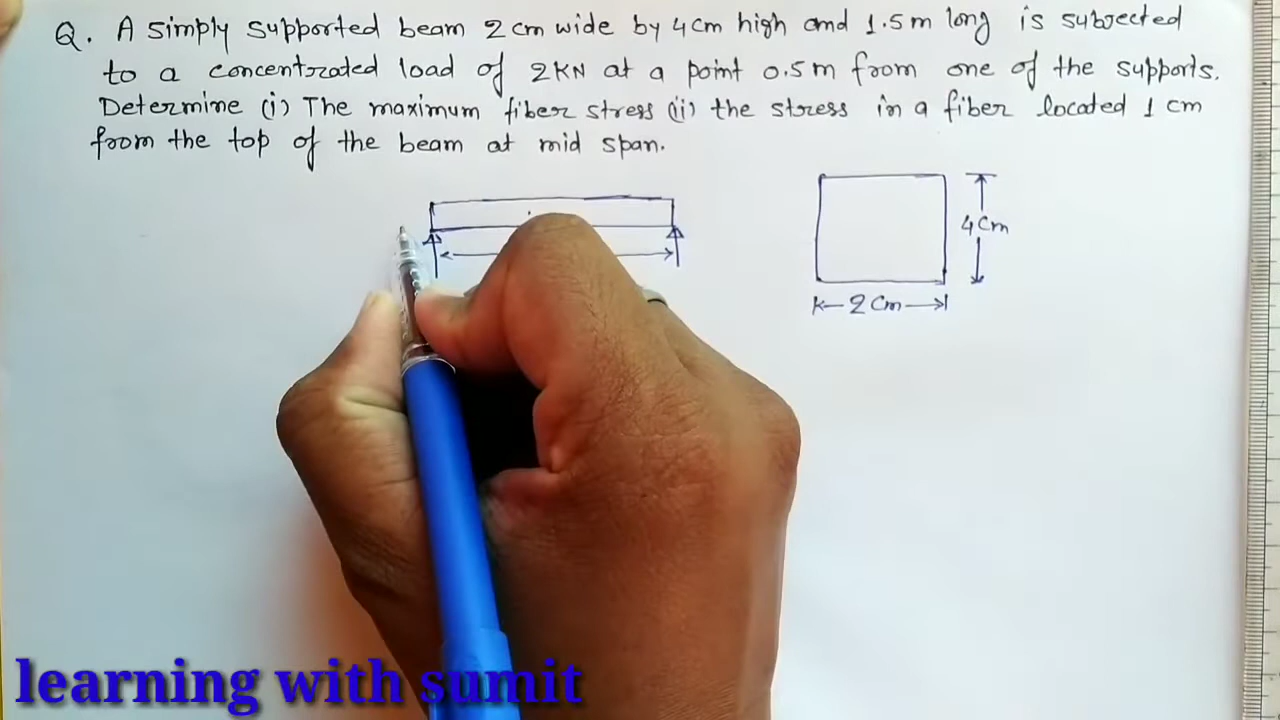 Q. A simply supported beam 2 cm wide by 4 cm high and 1.5 m long is subjected
to a concentrated load of 2KN at a point 0.5 m from one of the supports.
Determine (i) The maximum fiber stress (ii) the stress in a fiber located 1 cm
from the top of the beam at mid span.
4 Cm
2 Cm
learning with sumit